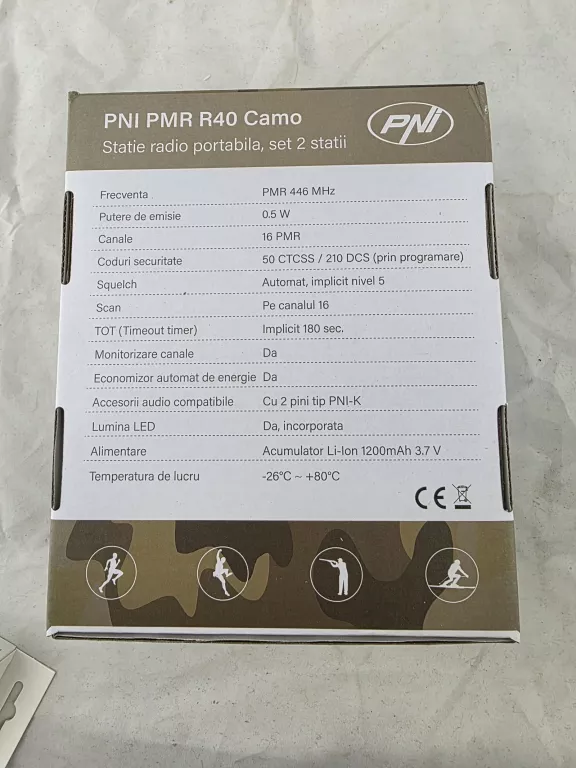 PNI PMR R40 Camo
Statie radio portabila, set 2 statii
PNI
Frecventa PMR 446 MHz
Putere de emisie 0.5 W
Canale 16 PMR
Coduri securitate 50 CTCSS / 210 DCS (prin programare)
Squelch Automat, implicit nivel 5
Scan Pe canalul 16
TOT (Timeout timer) Implicit 180 sec.
Monitorizare canale Da
Economizor automat de energie Da
Accesorii audio compatibile Cu 2 pini tip PNI-K
Lumina LED Da, incorporata
Alimentare Acumulator Li-Ion 1200mAh 3.7 V
Temperatura de lucru -26°C ~ +80°C
CE